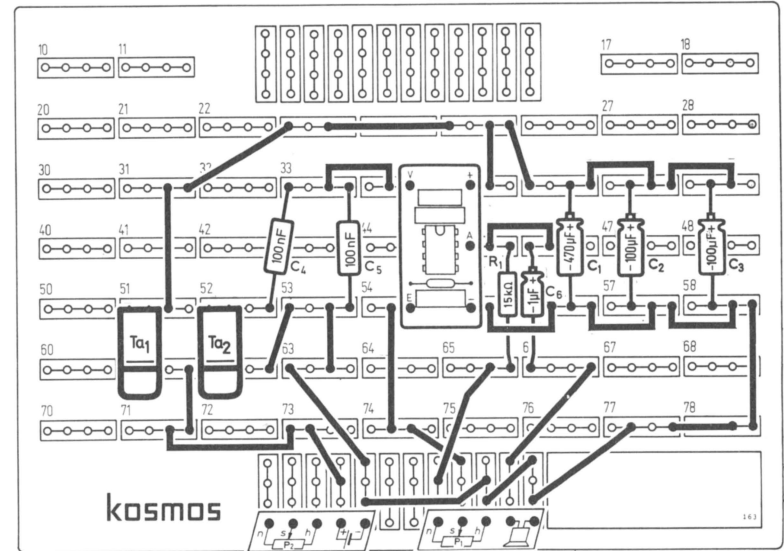 10 11 17 18
20 21 22 27 28
30 31 32 33
V +
40 41 42 44 A 47 48
100nF C4 100nF C5 R1 -470µF+ C1 -100µF+ C2 -100µF+ C3
15kΩ -1µF+ C6
50 51 52 53 54 E - 57 58
Ta1 Ta2
60 63 64 65 6 67 68
70 71 72 73 74 75 76 77 78
kosmos
163
n s h + - n s h
P2 P1